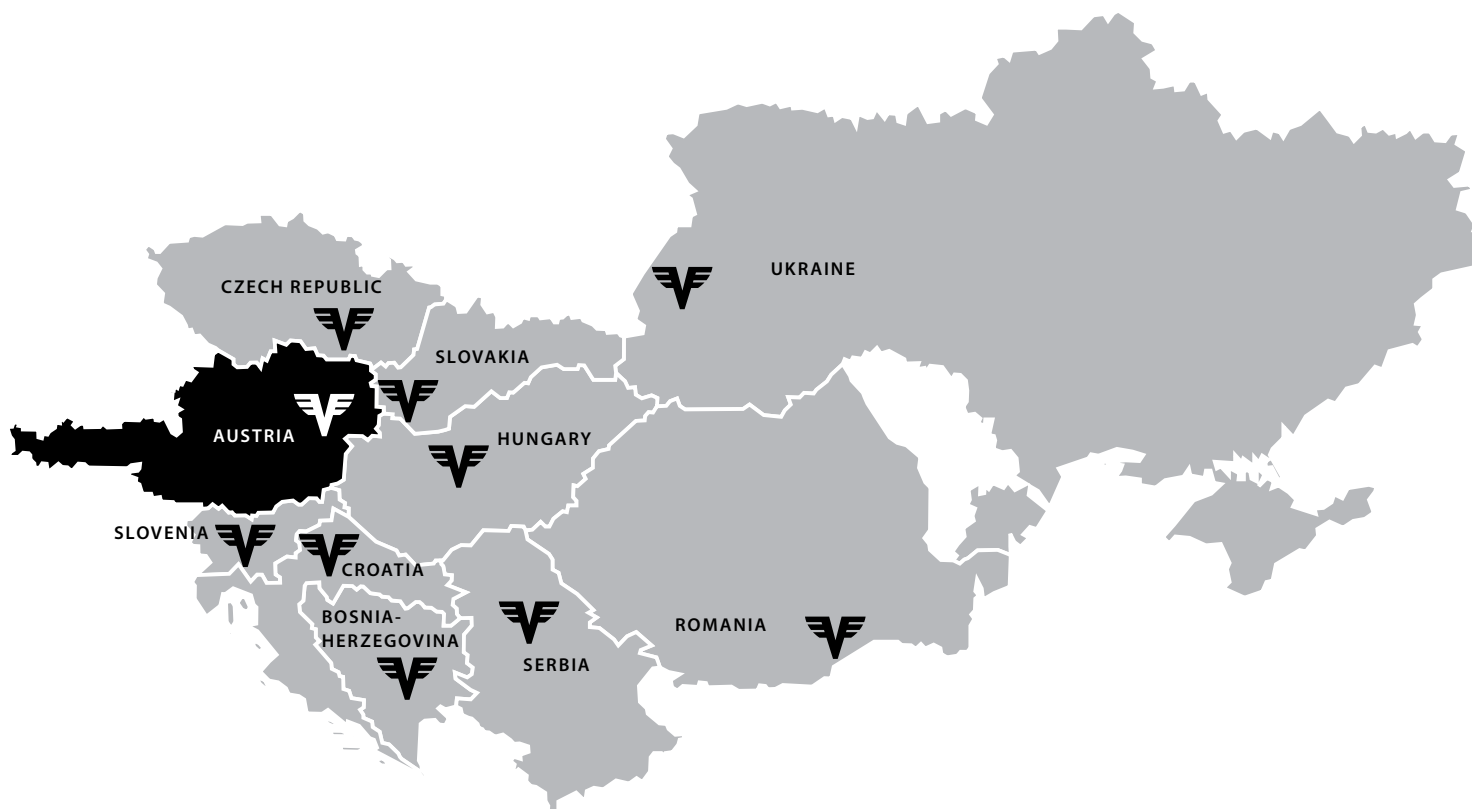 UKRAINE
CZECH REPUBLIC
SLOVAKIA
AUSTRIA
HUNGARY
SLOVENIA
CROATIA
BOSNIA-
HERZEGOVINA
ROMANIA
SERBIA